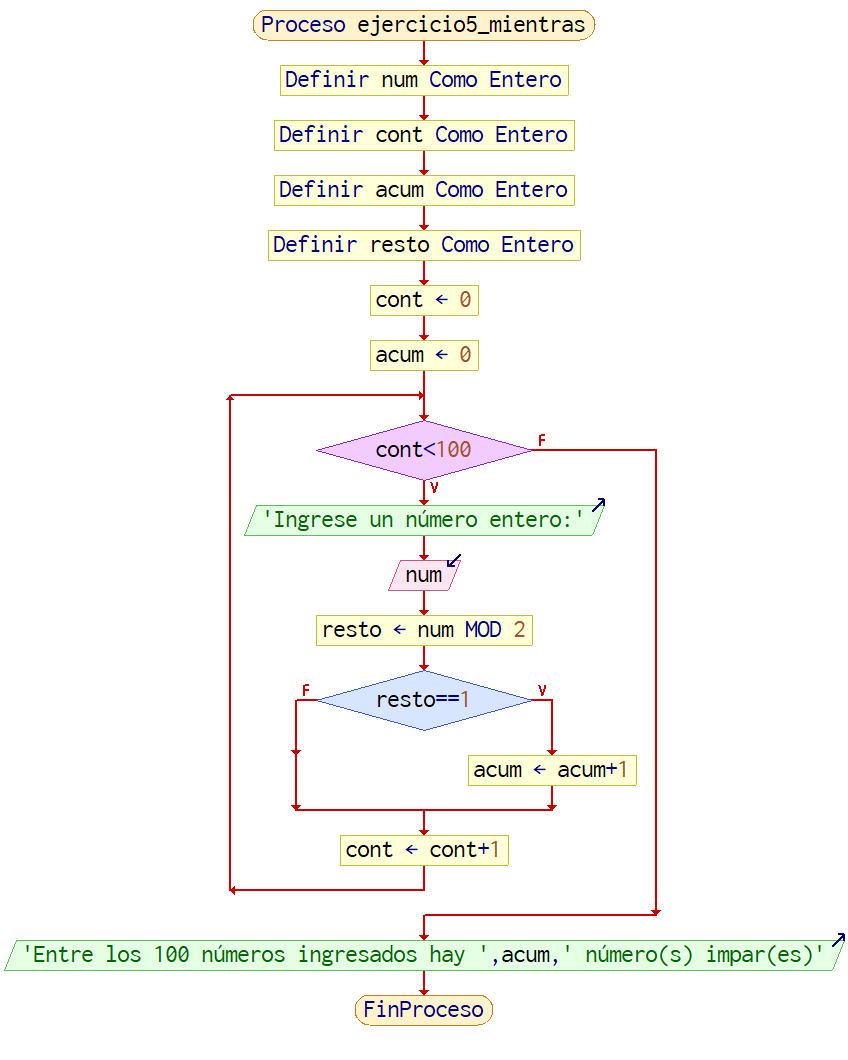 Proceso ejercicio5_mientras
Definir num Como Entero
Definir cont Como Entero
Definir acum Como Entero
Definir resto Como Entero
cont ← 0
acum ← 0
cont<100
F
V
'Ingrese un número entero:'
num
resto ← num MOD 2
F
resto==1
V
acum ← acum+1
cont ← cont+1
'Entre los 100 números ingresados hay ',acum,' número(s) impar(es)'
FinProceso